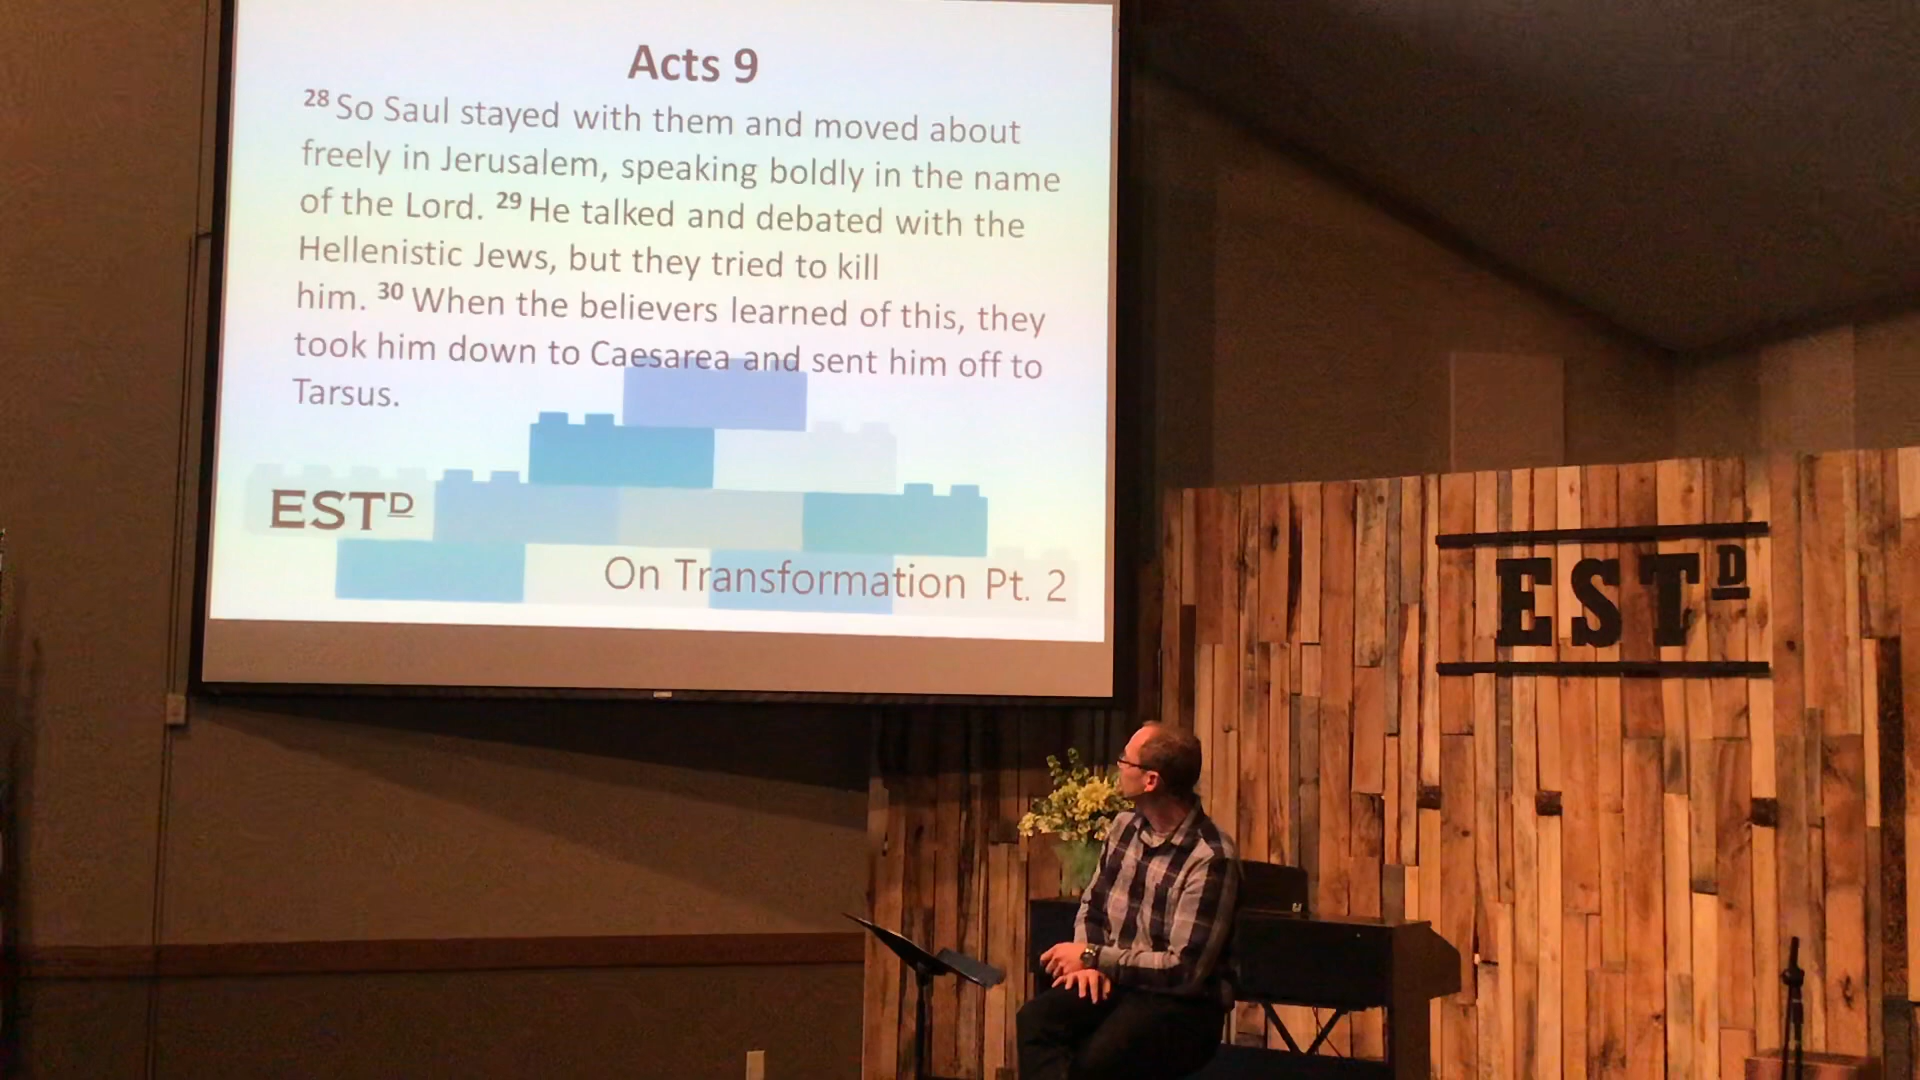 Acts 9
28 So Saul stayed with them and moved about
freely in Jerusalem, speaking boldly in the name
of the Lord. 29 He talked and debated with the
Hellenistic Jews, but they tried to kill
him. 30 When the believers learned of this, they
took him down to Caesarea and sent him off to
Tarsus.
ESTD
On Transformation Pt. 2
ESTD